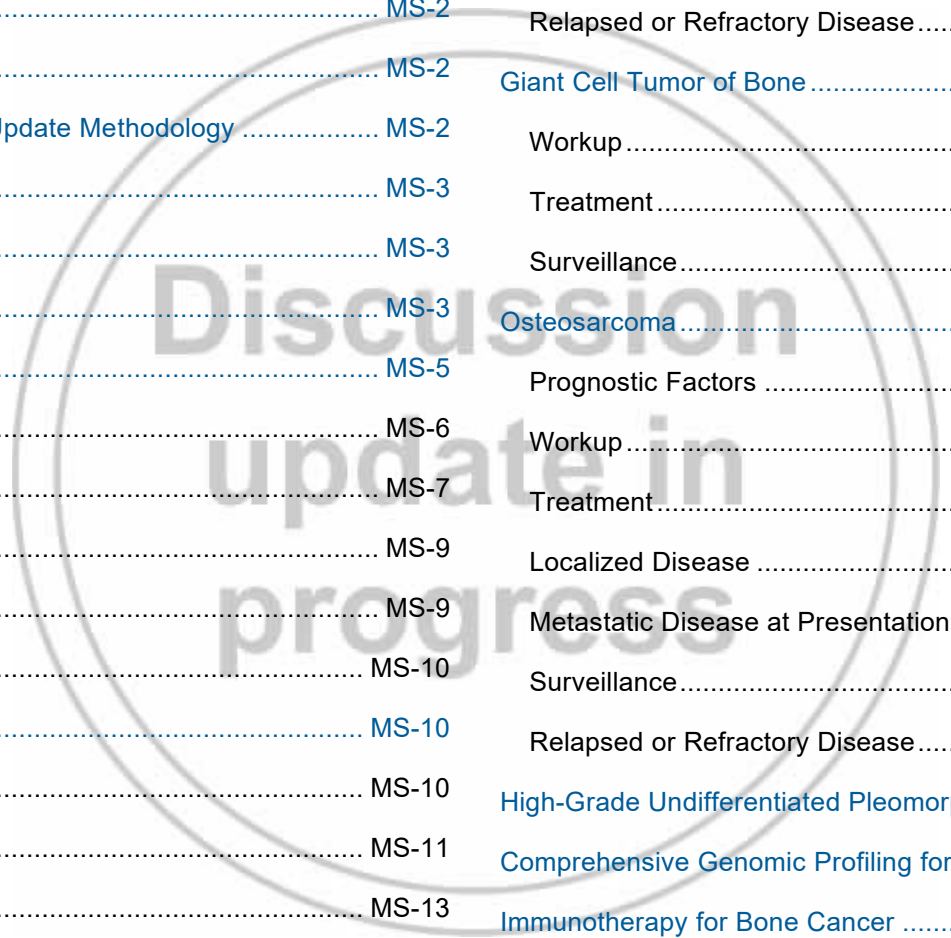 MS-2
MS-2
Update Methodology ................. MS-2
MS-3
MS-3
MS-3
MS-5
MS-6
MS-7
MS-9
MS-9
MS-10
MS-10
MS-10
MS-11
MS-13
Relapsed or Refractory Disease
Giant Cell Tumor of Bone
Workup
Treatment
Surveillance
Osteosarcoma
Prognostic Factors
Workup
Treatment
Localized Disease
Metastatic Disease at Presentation
Surveillance
Relapsed or Refractory Disease
High-Grade Undifferentiated Pleomor
Comprehensive Genomic Profiling for
Immunotherapy for Bone Cancer
Discussion
update in
progress